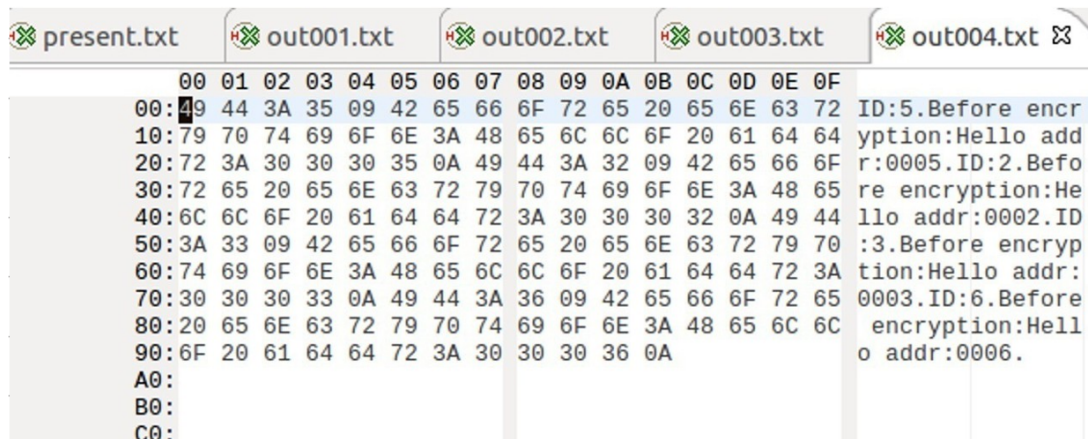 present.txt out001.txt out002.txt out003.txt out004.txt
00 01 02 03 04 05 06 07 08 09 0A 0B 0C 0D 0E 0F
00:49 44 3A 35 09 42 65 66 6F 72 65 20 65 6E 63 72 ID:5.Before encr
10:79 70 74 69 6F 6E 3A 48 65 6C 6C 6F 20 61 64 64 yption:Hello add
20:72 3A 30 30 30 35 0A 49 44 3A 32 09 42 65 66 6F r:0005.ID:2.Befo
30:72 65 20 65 6E 63 72 79 70 74 69 6F 6E 3A 48 65 re encryption:He
40:6C 6C 6F 20 61 64 64 72 3A 30 30 30 32 0A 49 44 llo addr:0002.ID
50:3A 33 09 42 65 66 6F 72 65 20 65 6E 63 72 79 70 :3.Before encryp
60:74 69 6F 6E 3A 48 65 6C 6C 6F 20 61 64 64 72 3A tion:Hello addr:
70:30 30 30 33 0A 49 44 3A 36 09 42 65 66 6F 72 65 0003.ID:6.Before
80:20 65 6E 63 72 79 70 74 69 6F 6E 3A 48 65 6C 6C encryption:Hell
90:6F 20 61 64 64 72 3A 30 30 30 36 0A o addr:0006.
A0:
B0:
C0: